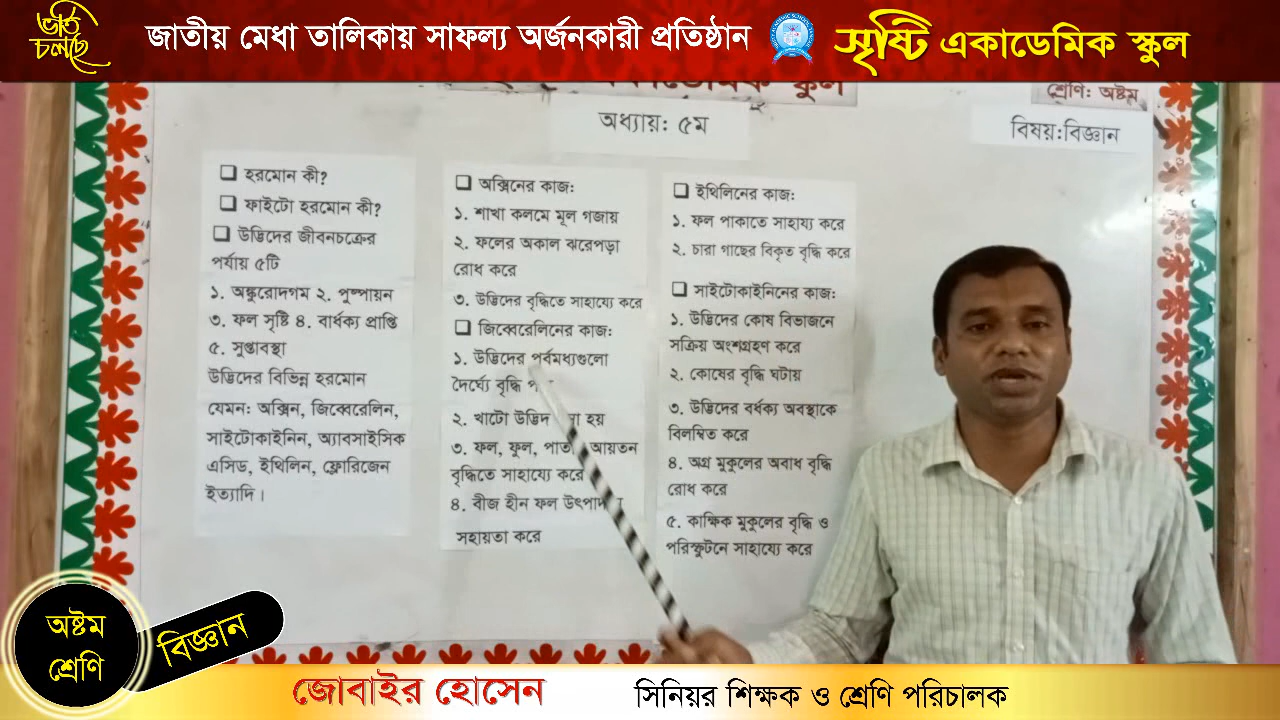 ভর্তি চলছে
জাতীয় মেধা তালিকায় সাফল্য অর্জনকারী প্রতিষ্ঠান
সৃষ্টি একাডেমিক স্কুল
একাডেমিক স্কুল
শ্রেণি: অষ্টম
অধ্যায়: ৫ম
বিষয়:বিজ্ঞান
হরমোন কী?
ফাইটো হরমোন কী?
উদ্ভিদের জীবনচক্রের
পর্যায় ৫টি
১. অঙ্কুরোদগম ২. পুষ্পায়ন
৩. ফল সৃষ্টি ৪. বার্ধক্য প্রাপ্তি
৫. সুপ্তাবস্থা
উদ্ভিদের বিভিন্ন হরমোন
যেমন: অক্সিন, জিব্বেরেলিন,
সাইটোকাইনিন, অ্যাবসাইসিক
এসিড, ইথিলিন, ফ্লোরিজেন
ইত্যাদি।
অক্সিনের কাজ:
১. শাখা কলমে মূল গজায়
২. ফলের অকাল ঝরেপড়া
রোধ করে
৩. উদ্ভিদের বৃদ্ধিতে সাহায্যে করে
জিব্বেরেলিনের কাজ:
১. উদ্ভিদের পর্বমধ্যগুলো
দৈর্ঘ্যে বৃদ্ধি
২. খাটো উদ্ভিদ হয়
৩. ফল, ফুল, আয়তন
বৃদ্ধিতে সাহায্যে করে
৪. বীজ হীন ফল
সহায়তা করে
ইথিলিনের কাজ:
১. ফল পাকাতে সাহায্য করে
২. চারা গাছের বিকৃত বৃদ্ধি করে
সাইটোকাইনিনের কাজ:
১. উদ্ভিদের কোষ বিভাজনে
সক্রিয় অংশগ্রহণ করে
২. কোষের বৃদ্ধি ঘটায়
৩. উদ্ভিদের বর্ধক্য অবস্থাকে
বিলম্বিত করে
৪. অগ্র মুকুলের অবাধ বৃদ্ধি
রোধ করে
৫. কাক্ষিক মুকুলের বৃদ্ধি ও
পরিস্ফুটনে সাহায্যে করে
অষ্টম
শ্রেণি
বিজ্ঞান
জোবাইর হোসেন
সিনিয়র শিক্ষক ও শ্রেণি পরিচালক